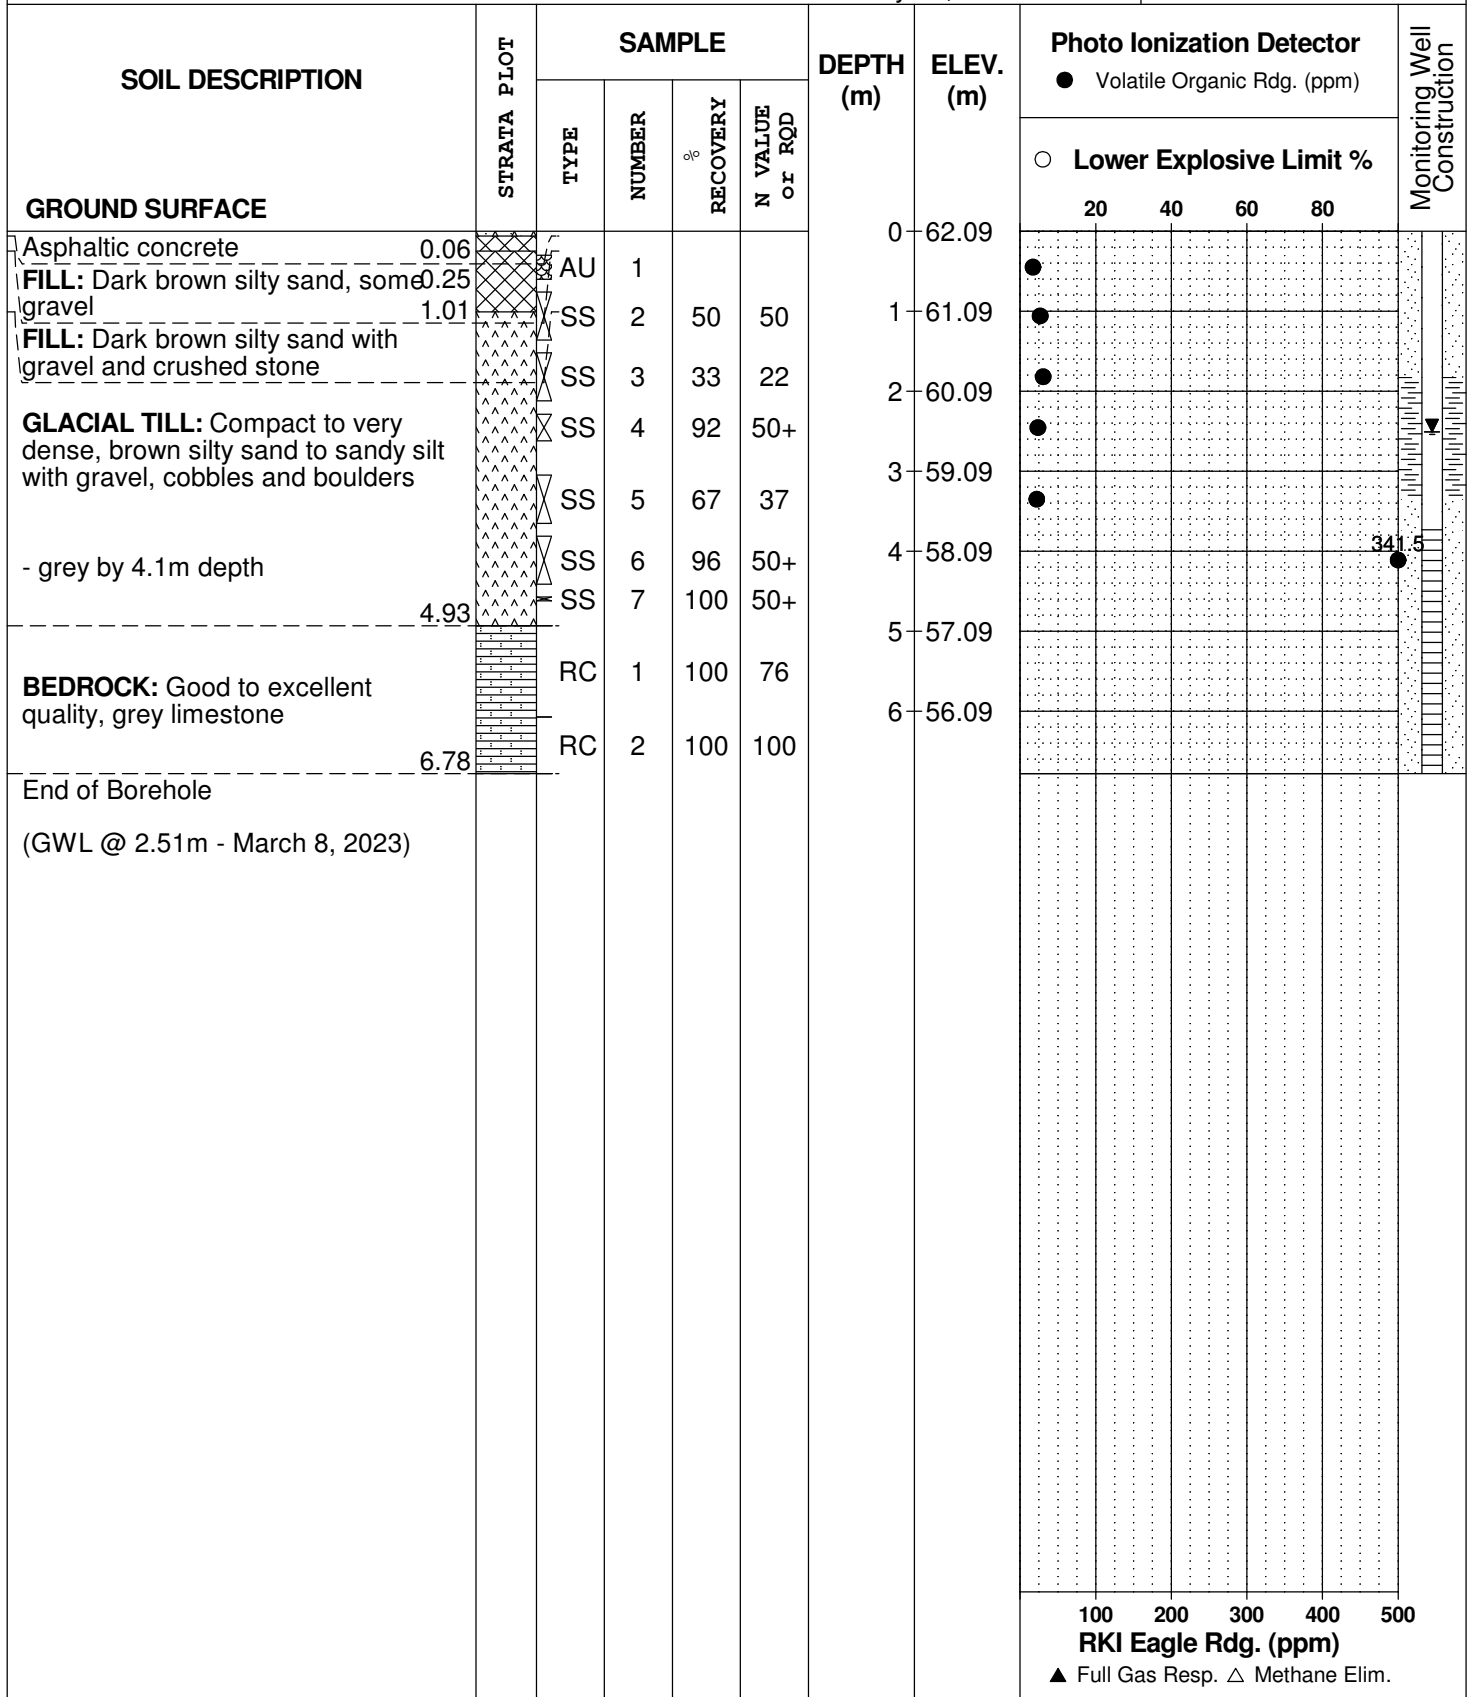 SOIL DESCRIPTION
GROUND SURFACE
STRATA PLOT
SAMPLE
TYPE
NUMBER
% RECOVERY
N VALUE or RQD
DEPTH (m)
ELEV. (m)
Photo Ionization Detector
● Volatile Organic Rdg. (ppm)
○ Lower Explosive Limit %
20 40 60 80
Monitoring Well Construction
0 62.09
Asphaltic concrete 0.06
FILL: Dark brown silty sand, some 0.25
gravel 1.01
FILL: Dark brown silty sand with
gravel and crushed stone
GLACIAL TILL: Compact to very
dense, brown silty sand to sandy silt
with gravel, cobbles and boulders
- grey by 4.1m depth
4.93
BEDROCK: Good to excellent
quality, grey limestone
6.78
End of Borehole
(GWL @ 2.51m - March 8, 2023)
AU 1
SS 2 50 50
SS 3 33 22
SS 4 92 50+
SS 5 67 37
SS 6 96 50+
SS 7 100 50+
RC 1 100 76
RC 2 100 100
1 61.09
2 60.09
3 59.09
4 58.09
5 57.09
6 56.09
341.5
100 200 300 400 500
RKI Eagle Rdg. (ppm)
▲ Full Gas Resp. △ Methane Elim.